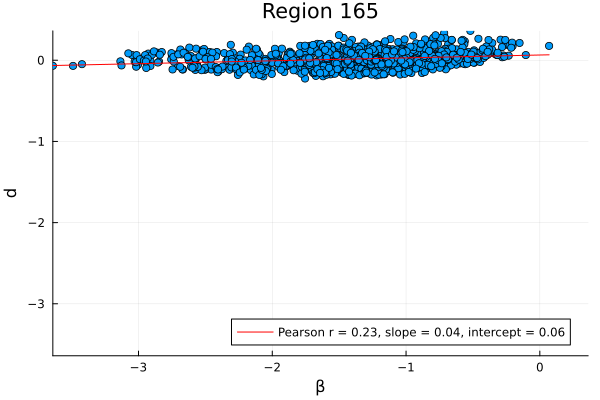 Region 165
0
−1
−2
−3
d
Pearson r = 0.23, slope = 0.04, intercept = 0.06
−3
−2
−1
0
β